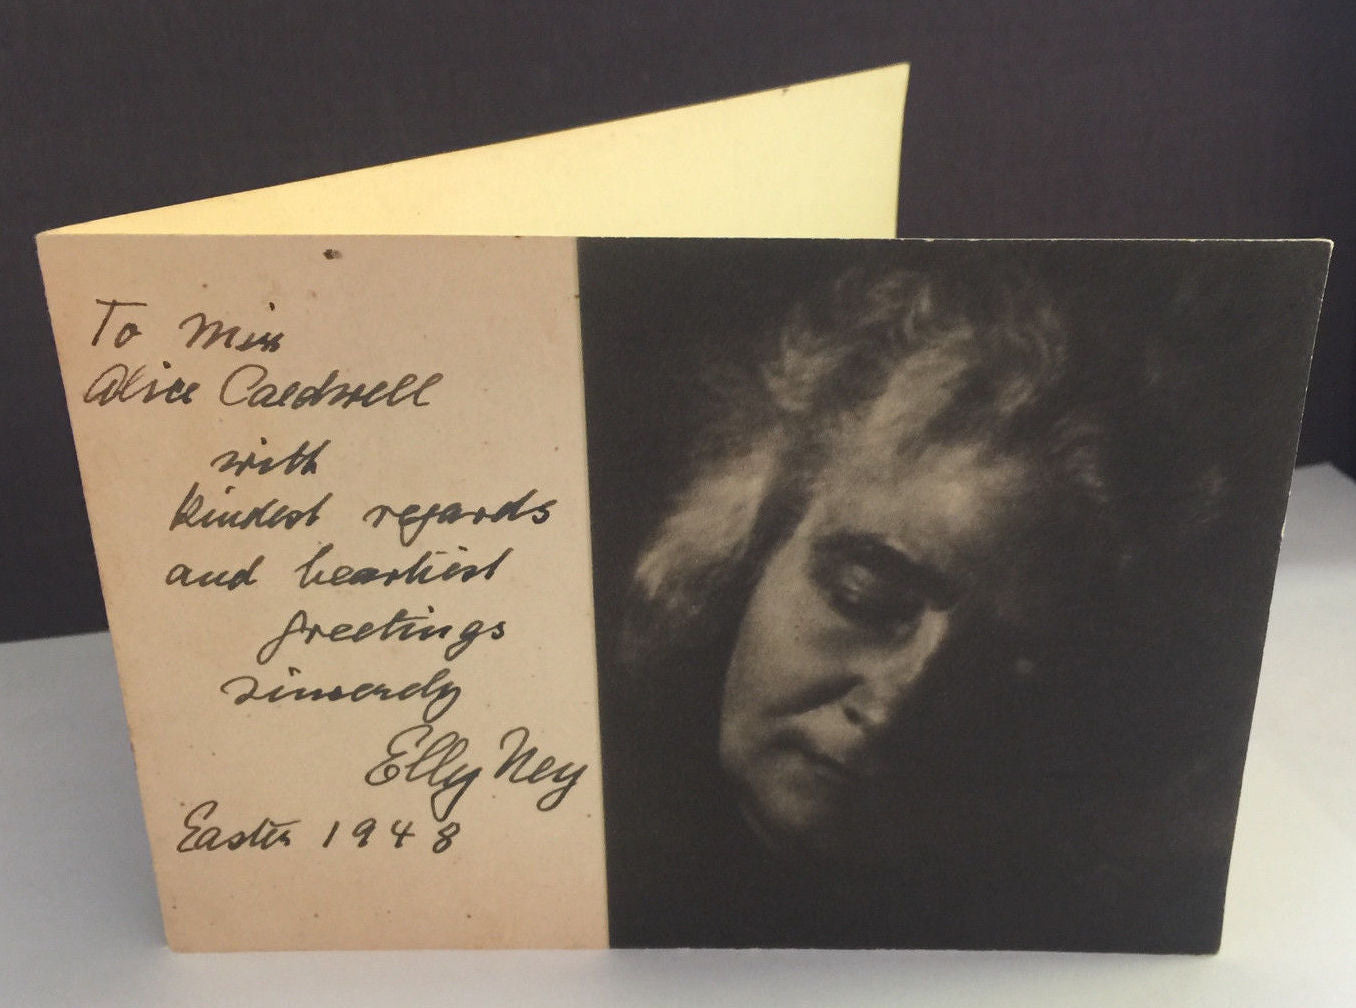 To Miss
Alice Caldwell
with
kindest regards
and heartiest
greetings
sincerely
Elly Ney
Easter 1948